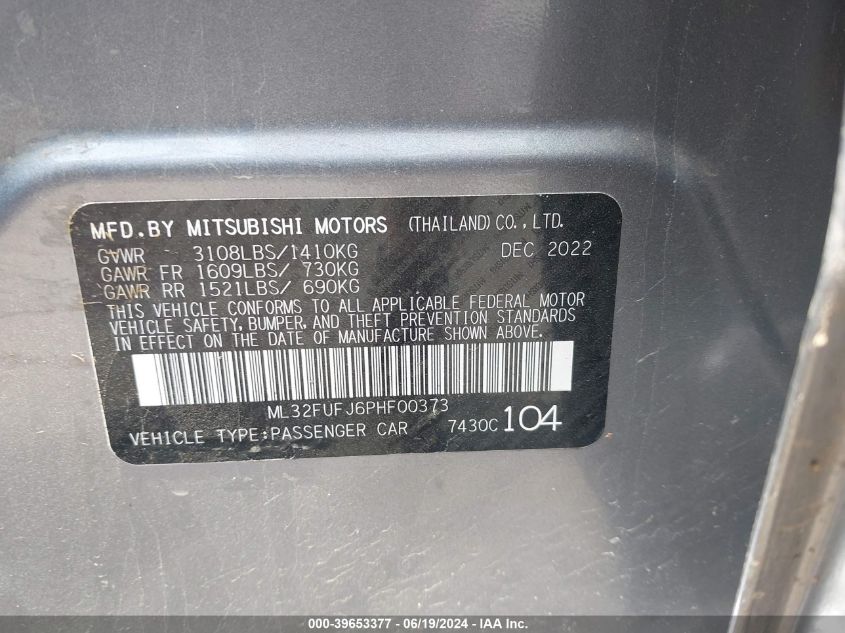 MFD.BY MITSUBISHI MOTORS (THAILAND) CO., LTD.
GVWR 3108LBS/1410KG DEC 2022
GAWR FR 1609LBS/ 730KG
GAWR RR 1521LBS/ 690KG
THIS VEHICLE CONFORMS TO ALL APPLICABLE FEDERAL MOTOR
VEHICLE SAFETY, BUMPER, AND THEFT PREVENTION STANDARDS
IN EFFECT ON THE DATE OF MANUFACTURE SHOWN ABOVE.
ML32FUFJ6PHF00373
VEHICLE TYPE:PASSENGER CAR 7430C 104
000-39653377 - 06/19/2024 - IAA Inc.